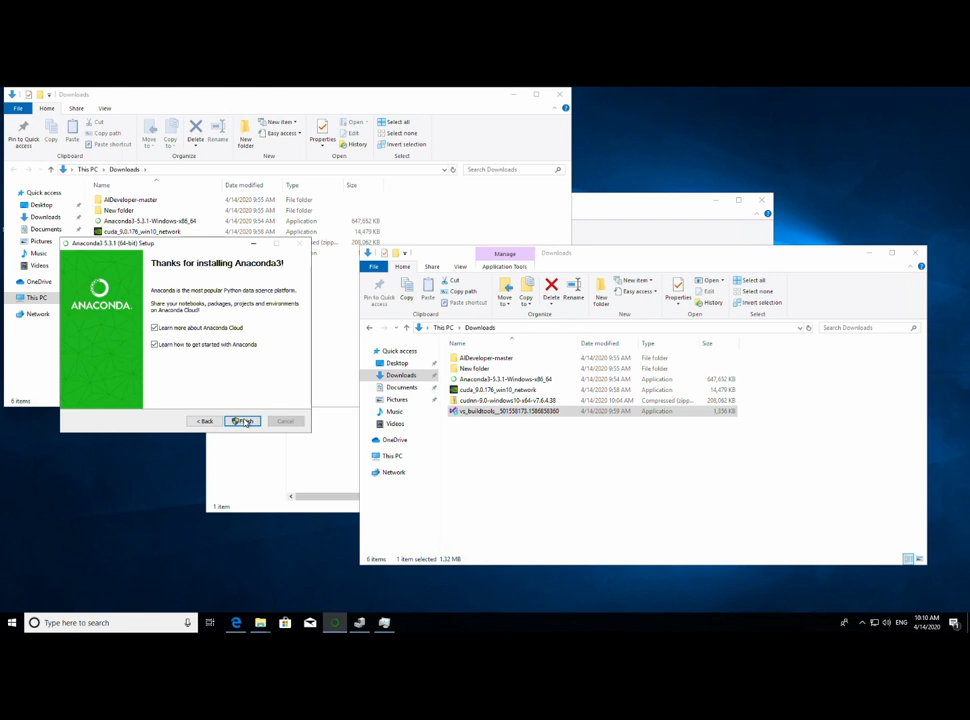 Downloads
File Home Share View
Pin to Quick access Copy Paste Cut Copy path Paste shortcut Move to Copy to Delete Rename New folder New item Easy access Properties Open Edit History Select all Select none Invert selection
Clipboard Organize New Open Select
This PC Downloads Search Downloads
Name Date modified Type Size
Quick access
Desktop
Downloads
Documents
Pictures
Music
Videos
OneDrive
This PC
Network
AIDeveloper-master 4/14/2020 9:55 AM File folder
New folder 4/14/2020 9:55 AM File folder
Anaconda3-5.3.1-Windows-x86_64 4/14/2020 9:54 AM Application 647,652 KB
cuda_9.0.176_win10_network 4/14/2020 9:58 AM Application 14,479 KB
208,062 KB
Anaconda3 5.3.1 (64-bit) Setup
ANACONDA.
Thanks for installing Anaconda3!
Anaconda is the most popular Python data science platform.
Share your notebooks, packages, projects and environments
on Anaconda Cloud!
Learn more about Anaconda Cloud
Learn how to get started with Anaconda
< Back Cancel
1 item
Manage Downloads
File Home Share View Application Tools
Pin to Quick access Copy Paste Cut Copy path Paste shortcut Move to Copy to Delete Rename New folder New item Easy access Properties Open Edit History Select all Select none Invert selection
Clipboard Organize New Open Select
This PC Downloads Search Downloads
Name Date modified Type Size
Quick access
Desktop
Downloads
Documents
Pictures
Music
Videos
OneDrive
This PC
Network
AIDeveloper-master 4/14/2020 9:55 AM File folder
New folder 4/14/2020 9:55 AM File folder
Anaconda3-5.3.1-Windows-x86_64 4/14/2020 9:54 AM Application 647,652 KB
cuda_9.0.176_win10_network 4/14/2020 9:58 AM Application 14,479 KB
cudnn-9.0-windows10-x64-v7.6.4.38 4/14/2020 10:04 AM Compressed (zipp... 208,062 KB
vs_buildtools__501558173.1586858360 4/14/2020 9:59 AM Application 1,356 KB
6 items 1 item selected 1.32 MB
Type here to search
ENG
10:10 AM
4/14/2020